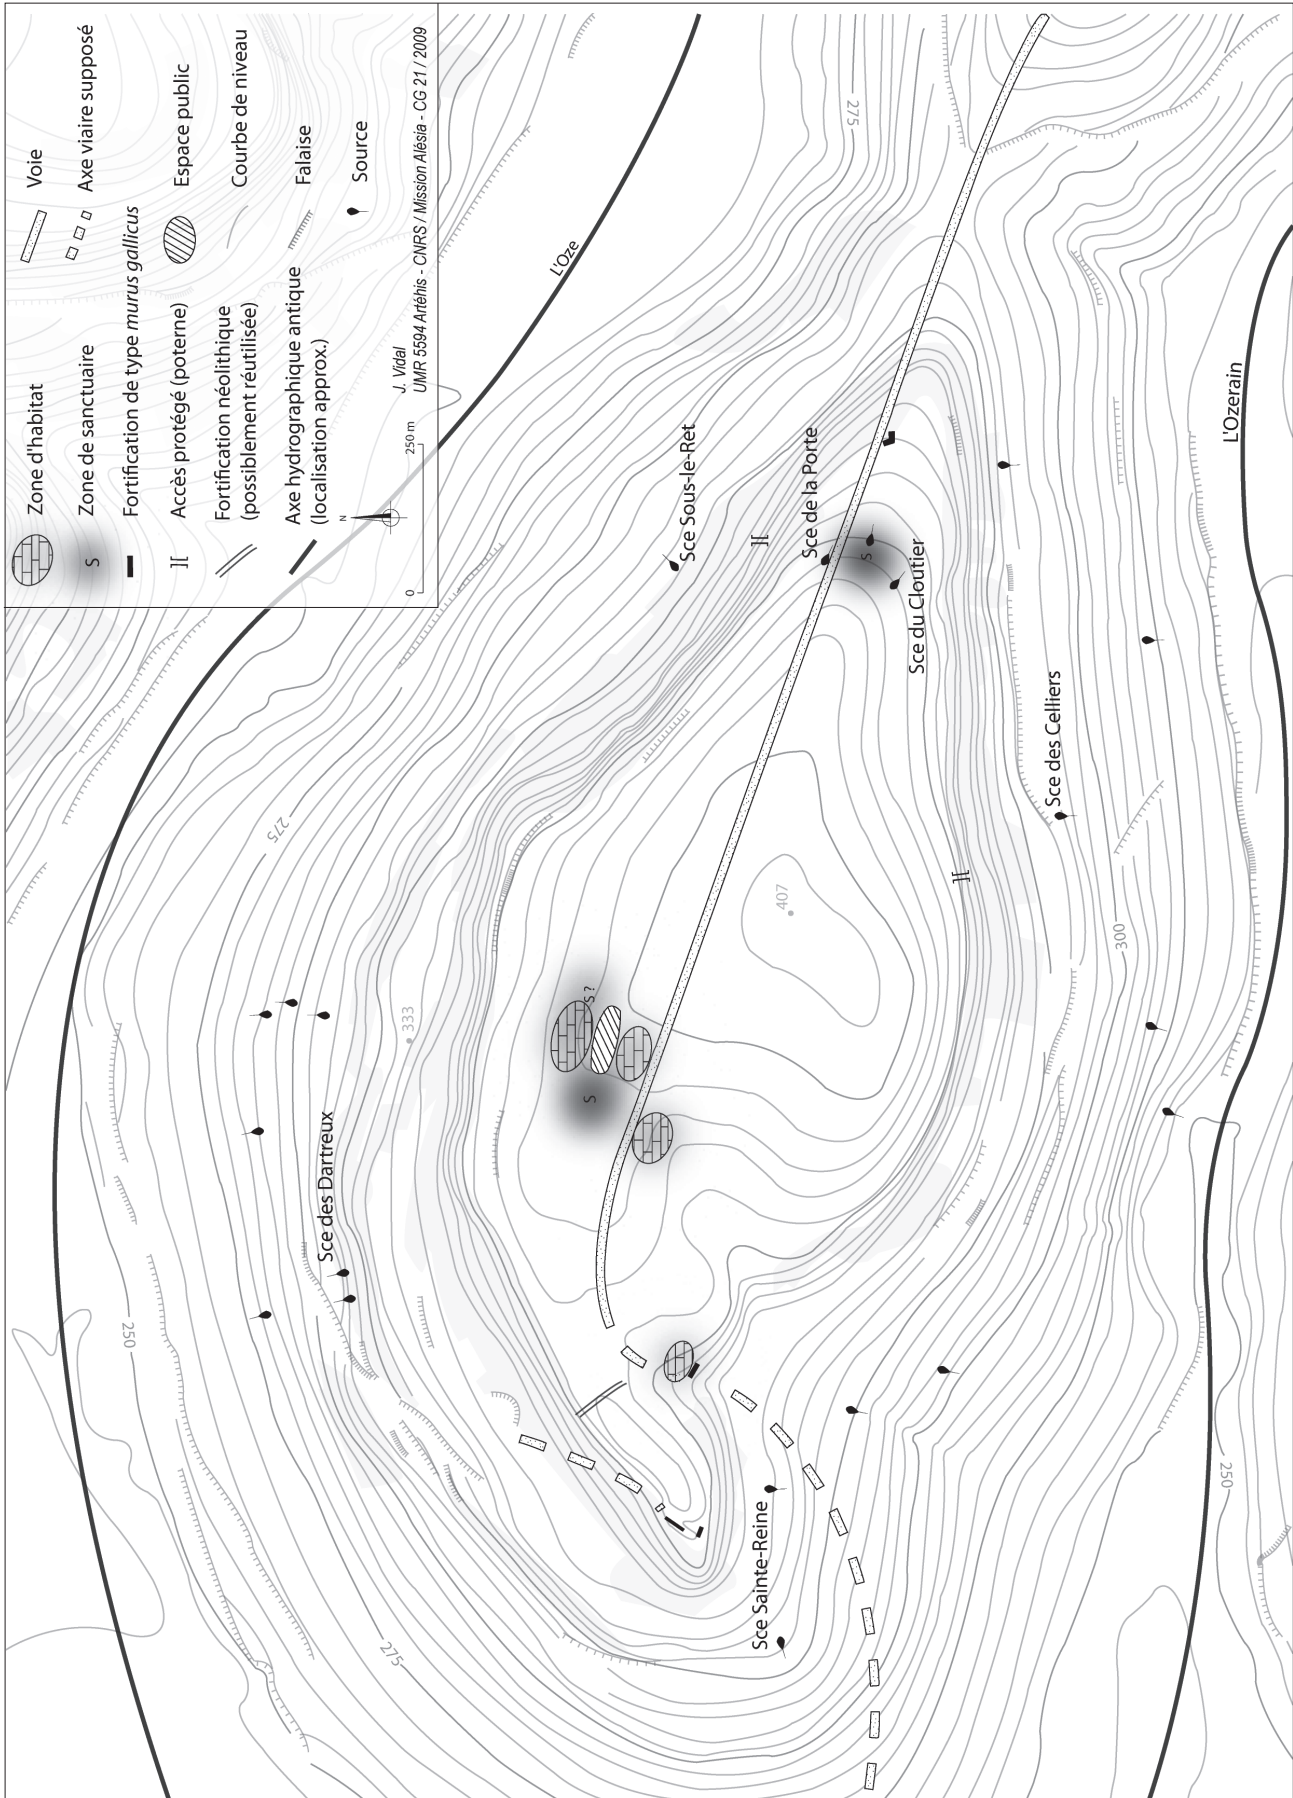 Zone d'habitat
S
Zone de sanctuaire
Fortification de type murus gallicus
Accès protégé (poterne)
Fortification néolithique
(possiblement réutilisée)
Axe hydrographique antique
(localisation approx.)
Voie
Axe viaire supposé
Espace public
Courbe de niveau
Falaise
Source
N
0
250 m
J. Vidal
UMR 5594 Artéhis - CNRS / Mission Alésia - CG 21 / 2009
L'Oze
275
275
333
250
275
Sce des Dartreux
S
S ?
407
Sce Sous-le-Ret
Sce de la Porte
S
Sce du Cloutier
Sce des Celliers
300
Sce Sainte-Reine
L'Ozerain
250